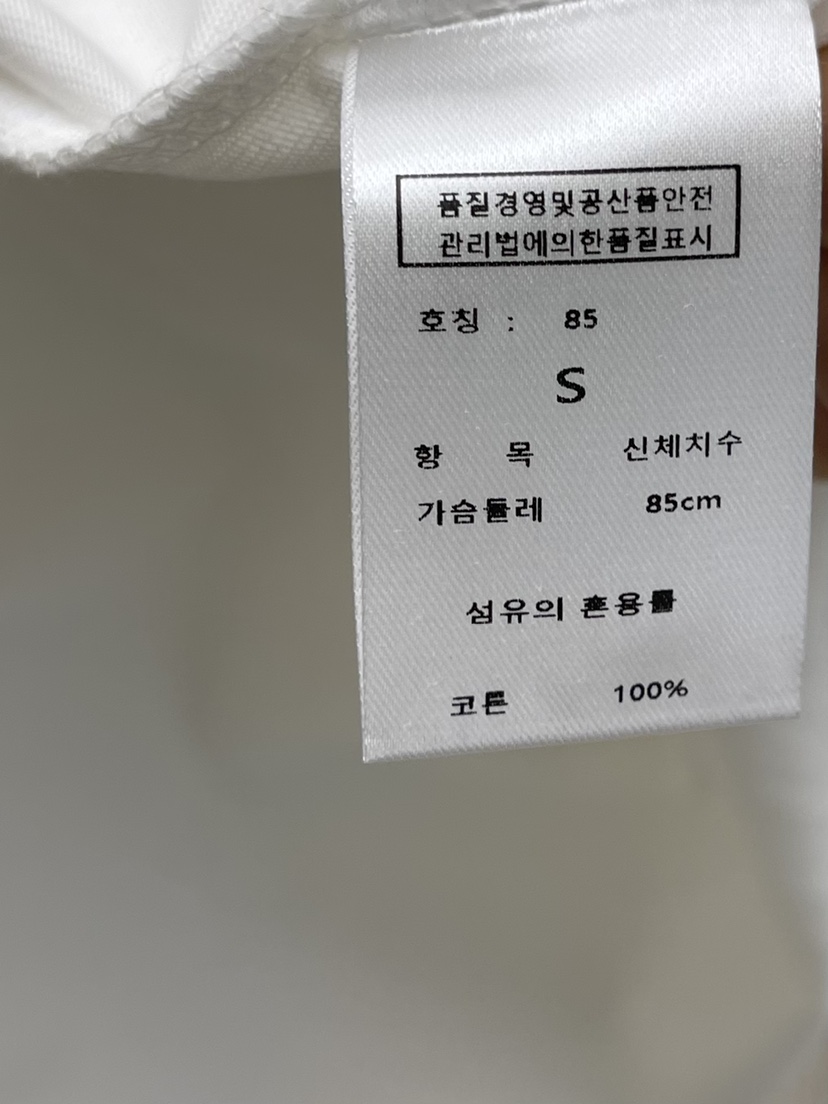 품질경영및공산품안전
관리법에의한품질표시
호칭 : 85
S
항 목 신체치수
가슴둘레 85cm
섬유의 혼용률
코튼 100%